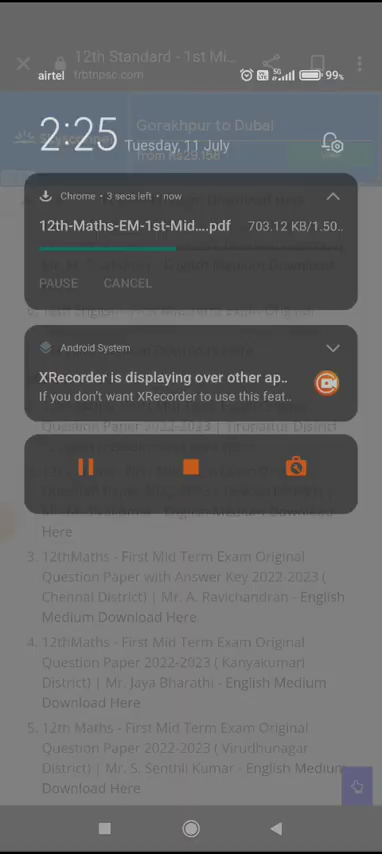 12th Standard - 1st Mi...
trbtnpsc.com
airtel
5G
99%
2:25 Tuesday, 11 July
Gorakhpur to Dubai
from Rs29,158
Chrome • 3 secs left • now
12th-Maths-EM-1st-Mid....pdf 703.12 KB/1.50..
PAUSE CANCEL
Android System
XRecorder is displaying over other ap..
If you don't want XRecorder to use this feat..
Question Paper 2022-2033 | Tirupattur District
Here
3. 12thMaths - First Mid Term Exam Original
Question Paper with Answer Key 2022-2023 (
Chennai District) | Mr. A. Ravichandran - English
Medium Download Here
4. 12thMaths - First Mid Term Exam Original
Question Paper 2022-2023 ( Kanyakumari
District) | Mr. Jaya Bharathi - English Medium
Download Here
5. 12th Maths - First Mid Term Exam Original
Question Paper 2022-2023 ( Virudhunagar
District) | Mr. S. Senthil Kumar - English Medium
Download Here